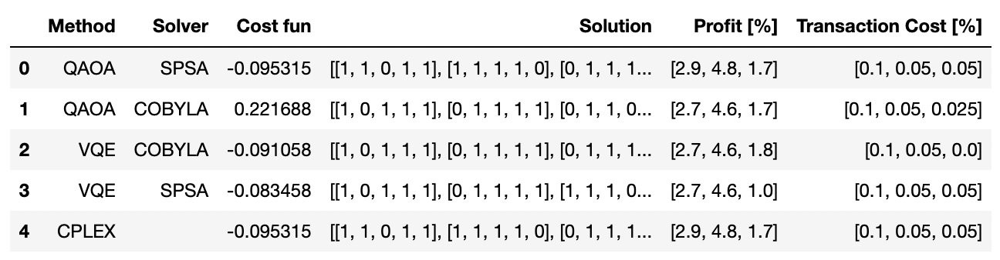 Method Solver Cost fun Solution Profit [%] Transaction Cost [%]
0 QAOA SPSA -0.095315 [[1, 1, 0, 1, 1], [1, 1, 1, 1, 0], [0, 1, 1, 1... [2.9, 4.8, 1.7] [0.1, 0.05, 0.05]
1 QAOA COBYLA 0.221688 [[1, 0, 1, 1, 1], [0, 1, 1, 1, 1], [0, 1, 1, 0... [2.7, 4.6, 1.7] [0.1, 0.05, 0.025]
2 VQE COBYLA -0.091058 [[1, 0, 1, 1, 1], [0, 1, 1, 1, 1], [0, 1, 1, 1... [2.7, 4.6, 1.8] [0.1, 0.05, 0.0]
3 VQE SPSA -0.083458 [[1, 0, 1, 1, 1], [0, 1, 1, 1, 1], [1, 1, 1, 0... [2.7, 4.6, 1.0] [0.1, 0.05, 0.05]
4 CPLEX -0.095315 [[1, 1, 0, 1, 1], [1, 1, 1, 1, 0], [0, 1, 1, 1... [2.9, 4.8, 1.7] [0.1, 0.05, 0.05]